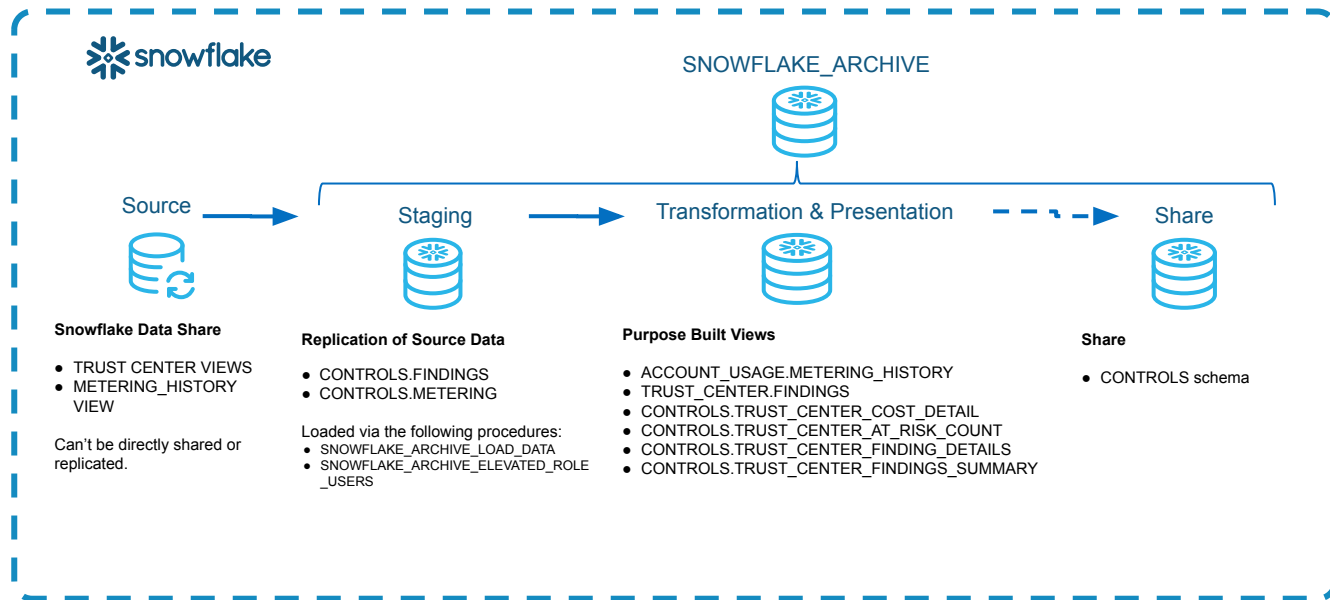 snowflake
SNOWFLAKE_ARCHIVE
Source
Staging
Transformation & Presentation
Share
Snowflake Data Share
● TRUST CENTER VIEWS
● METERING_HISTORY
VIEW
Can’t be directly shared or
replicated.
Replication of Source Data
● CONTROLS.FINDINGS
● CONTROLS.METERING
Loaded via the following procedures:
● SNOWFLAKE_ARCHIVE_LOAD_DATA
● SNOWFLAKE_ARCHIVE_ELEVATED_ROLE
_USERS
Purpose Built Views
● ACCOUNT_USAGE.METERING_HISTORY
● TRUST_CENTER.FINDINGS
● CONTROLS.TRUST_CENTER_COST_DETAIL
● CONTROLS.TRUST_CENTER_AT_RISK_COUNT
● CONTROLS.TRUST_CENTER_FINDING_DETAILS
● CONTROLS.TRUST_CENTER_FINDINGS_SUMMARY
Share
● CONTROLS schema